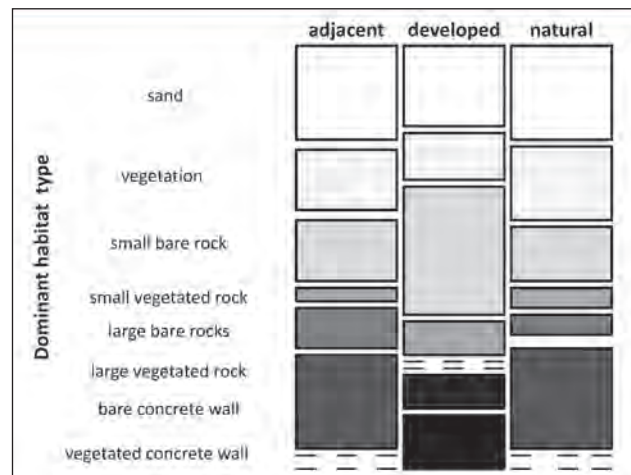 adjacent developed natural
sand
vegetation
small bare rock
small vegetated rock
large bare rocks
large vegetated rock
bare concrete wall
vegetated concrete wall
Dominant habitat type